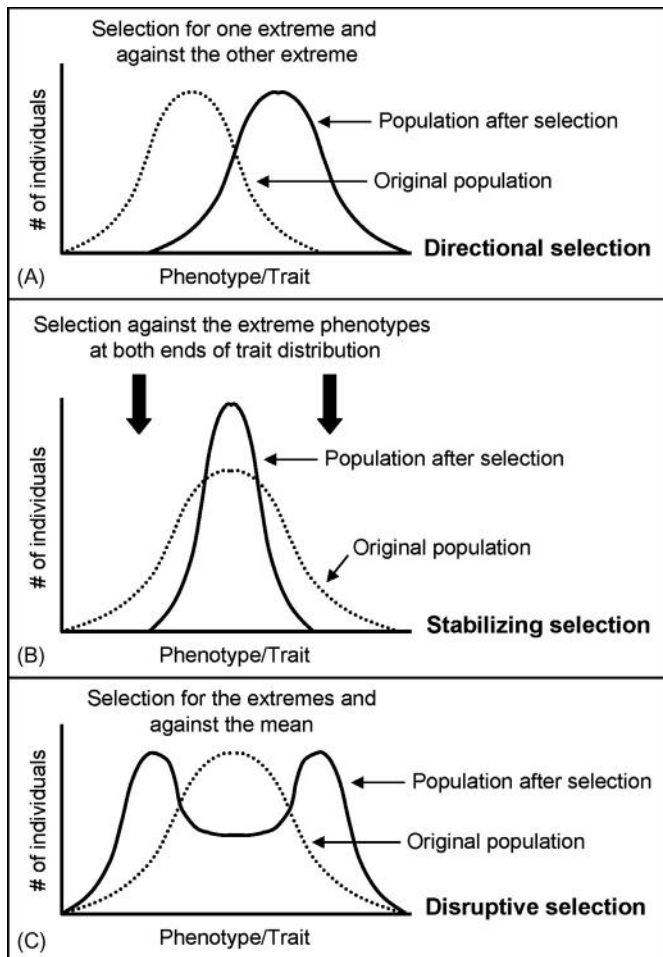 Selection for one extreme and
against the other extreme
# of individuals
Population after selection
Original population
Directional selection
(A)
Phenotype/Trait
Selection against the extreme phenotypes
at both ends of trait distribution
# of individuals
Population after selection
Original population
Stabilizing selection
(B)
Phenotype/Trait
Selection for the extremes and
against the mean
# of individuals
Population after selection
Original population
Disruptive selection
(C)
Phenotype/Trait